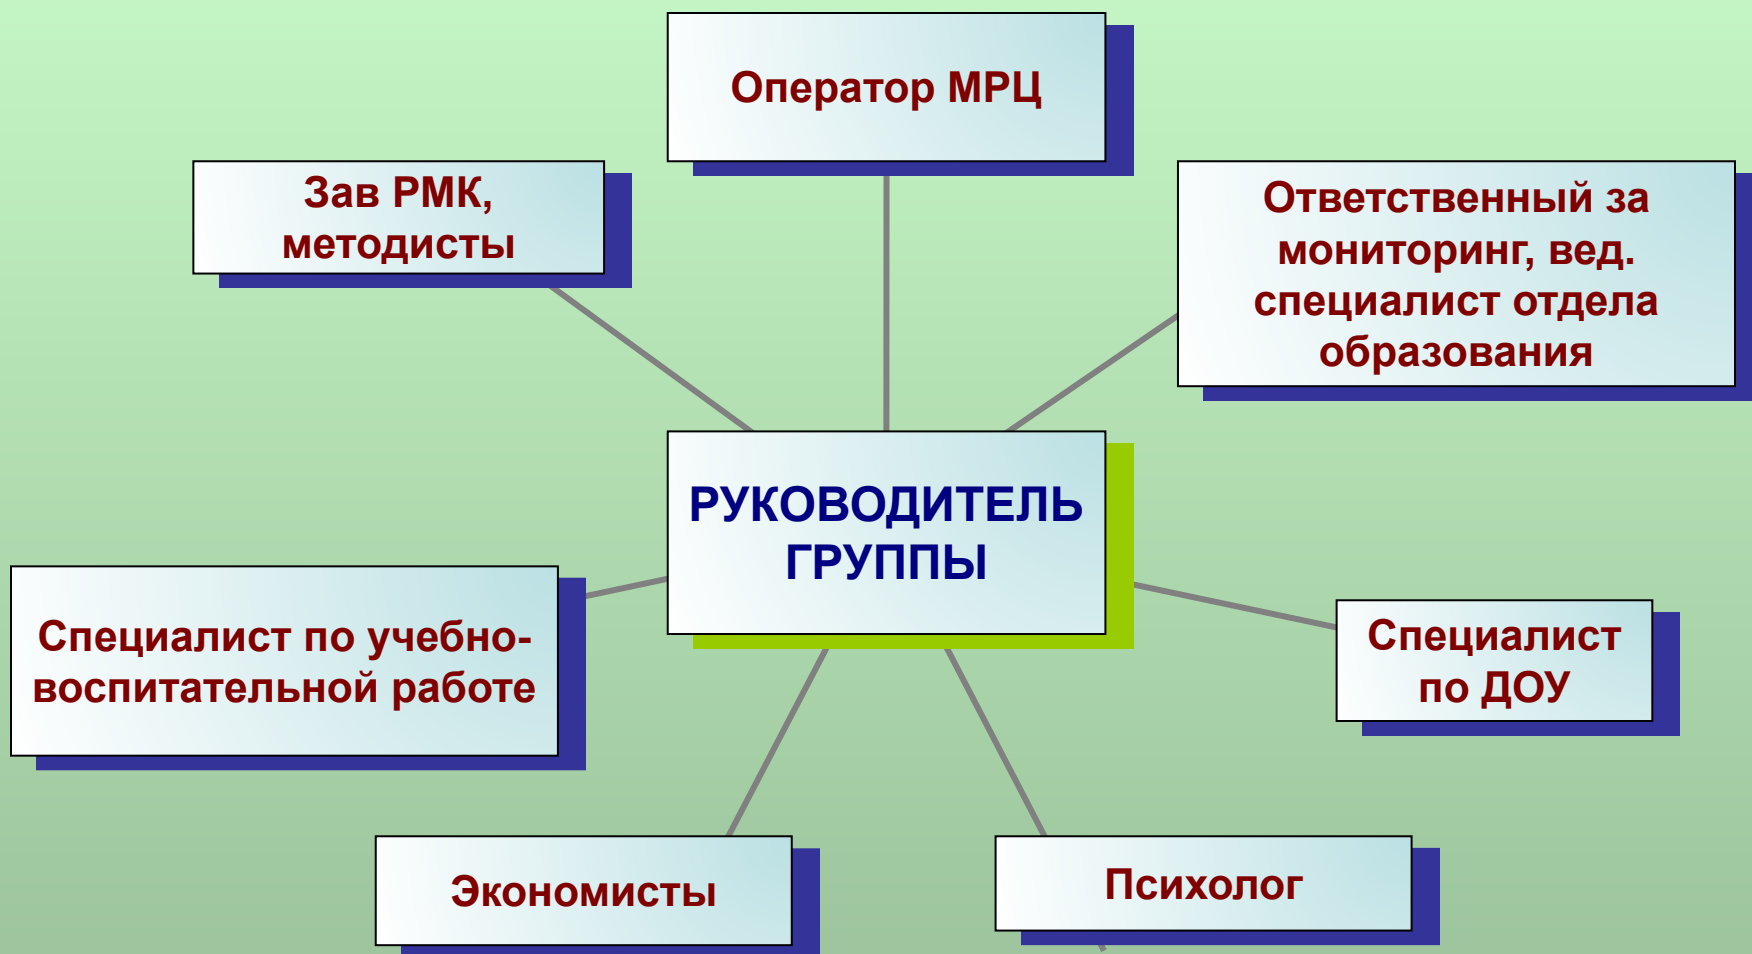 Оператор МРЦ
Зав РМК,
методисты
Ответственный за
мониторинг, вед.
специалист отдела
образования
РУКОВОДИТЕЛЬ
ГРУППЫ
Специалист по учебно-
воспитательной работе
Специалист
по ДОУ
Экономисты
Психолог